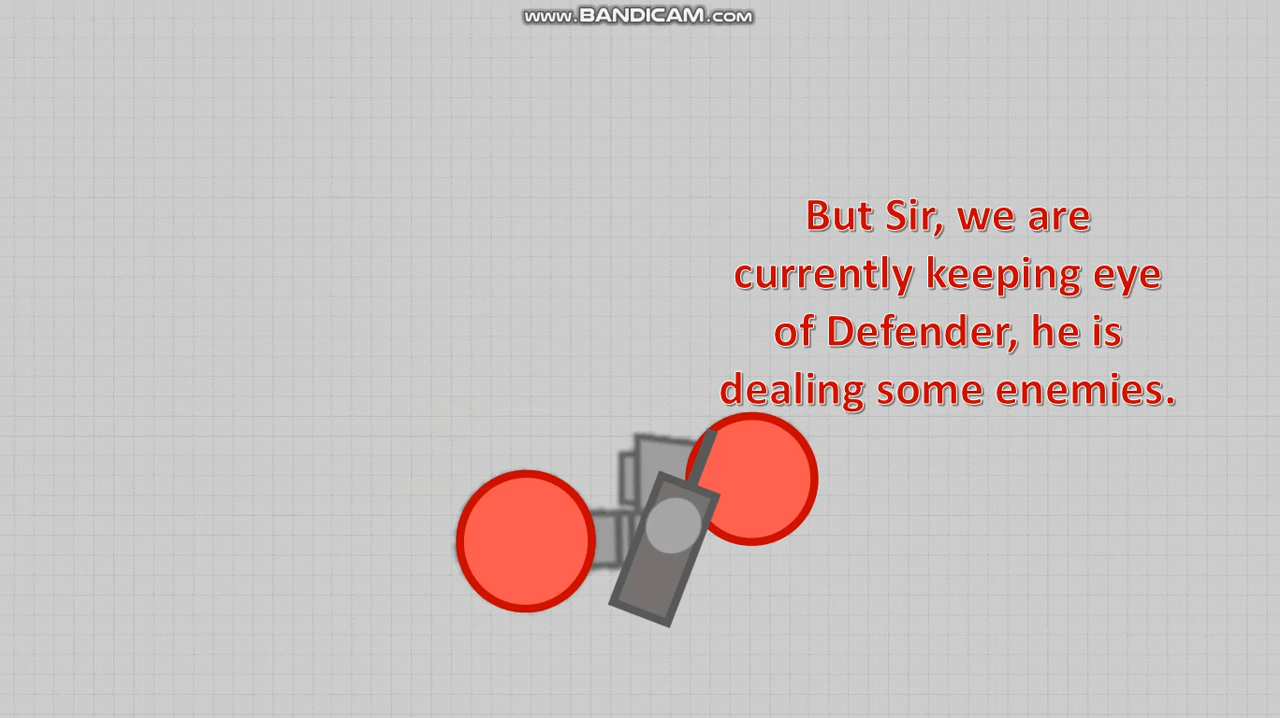 www.BANDICAM.com
But Sir, we are
currently keeping eye
of Defender, he is
dealing some enemies.